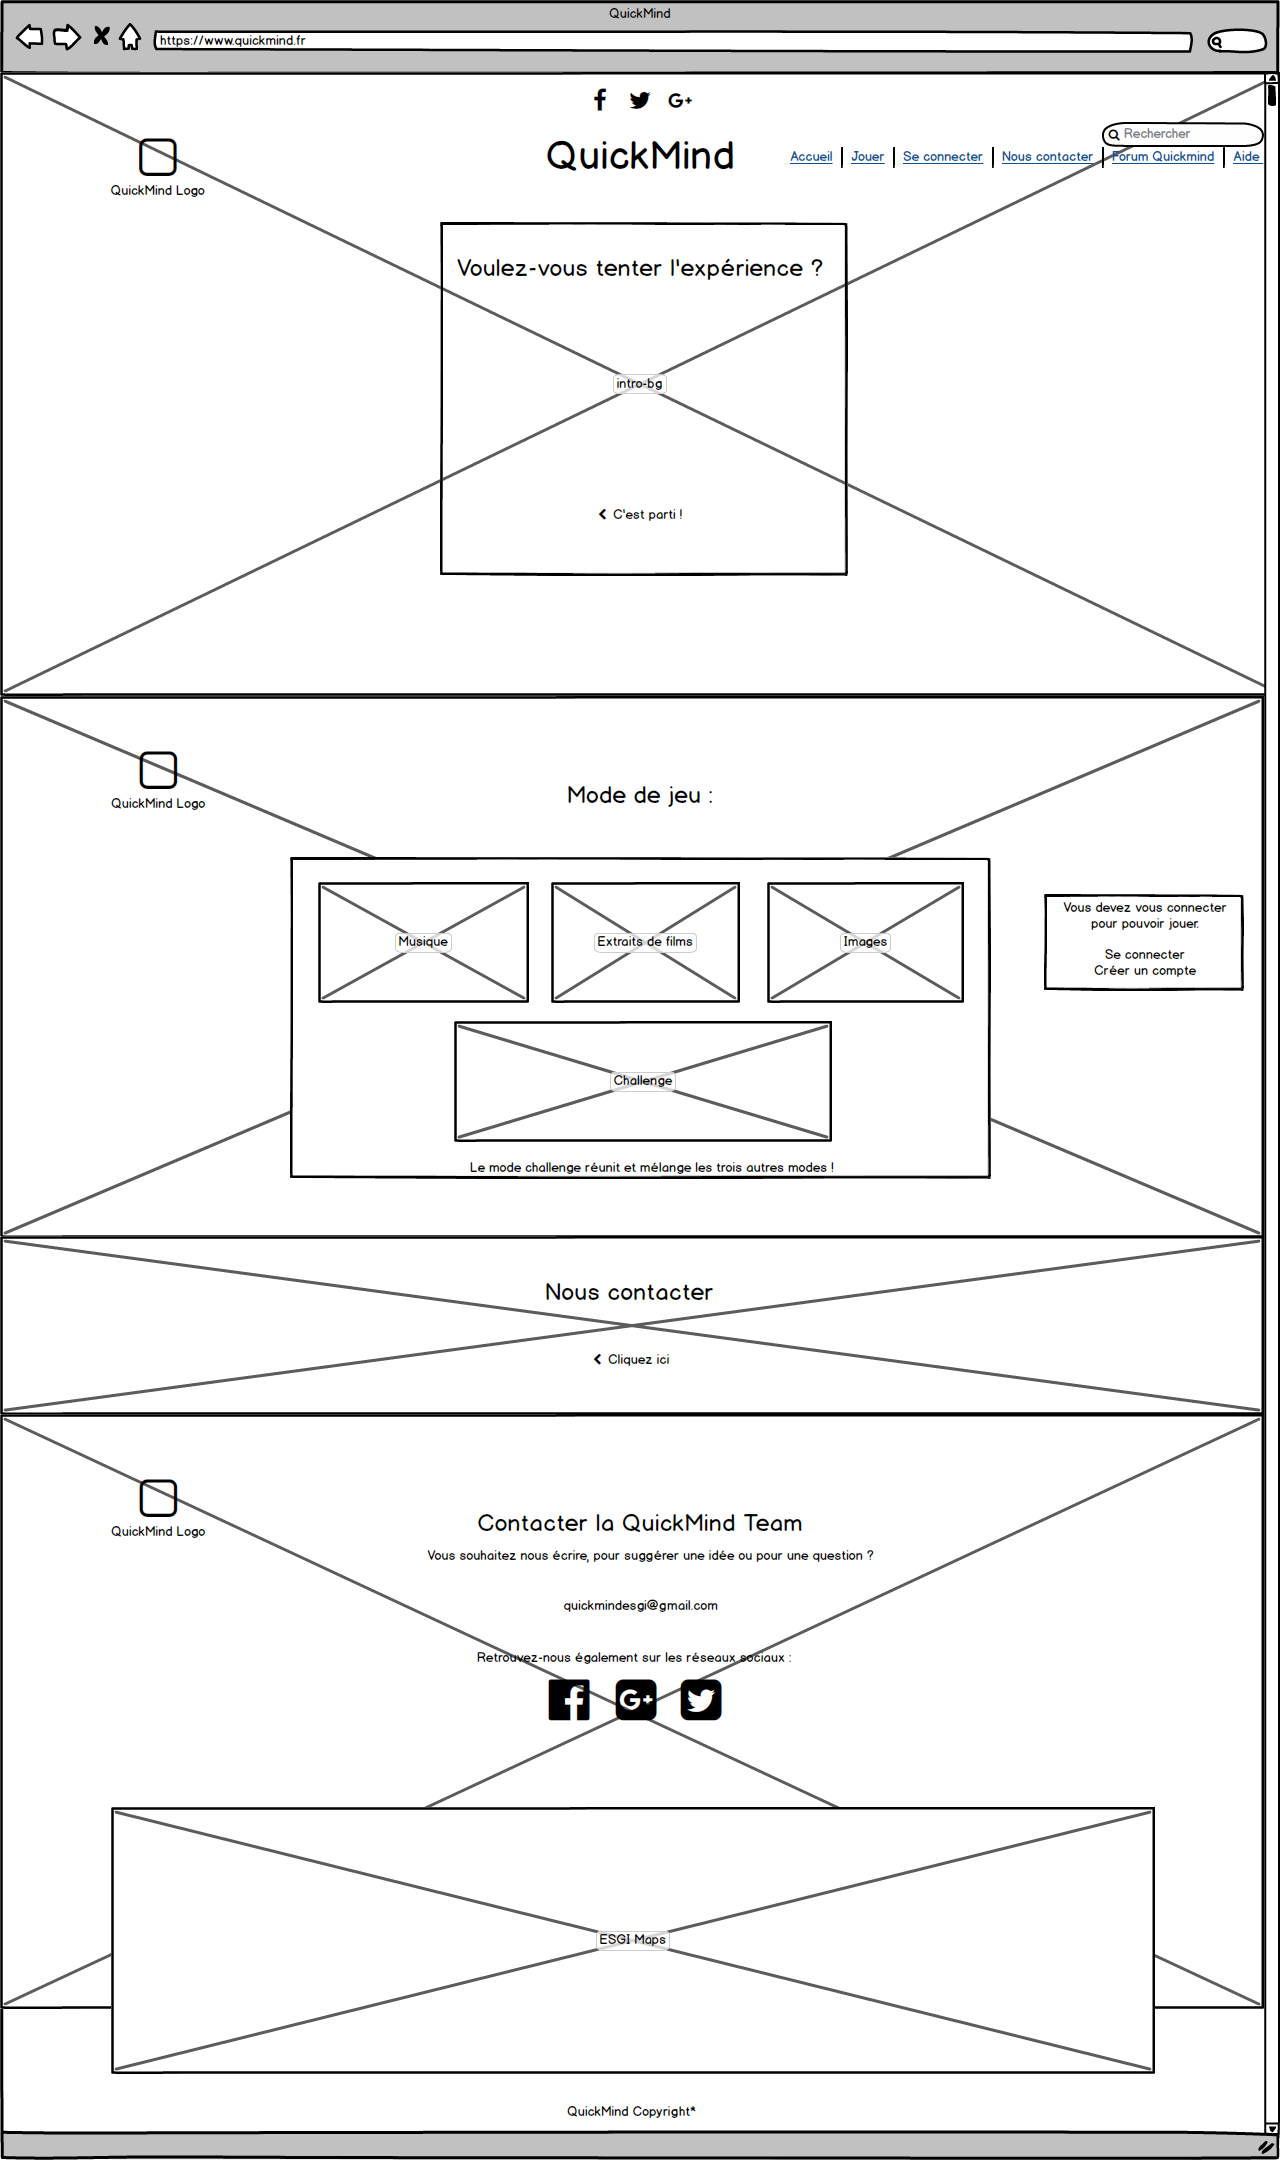 QuickMind
https://www.quickmind.fr
Rechercher
QuickMind
Accueil Jouer Se connecter Nous contacter Forum Quickmind Aide
QuickMind Logo
Voulez-vous tenter l'expérience ?
intro-bg
C'est parti !
QuickMind Logo
Mode de jeu :
Musique
Extraits de films
Images
Vous devez vous connecter
pour pouvoir jouer.
Se connecter
Créer un compte
Challenge
Le mode challenge réunit et mélange les trois autres modes !
Nous contacter
Cliquez ici
QuickMind Logo
Contacter la QuickMind Team
Vous souhaitez nous écrire, pour suggérer une idée ou pour une question ?
quickmindesgi@gmail.com
Retrouvez-nous également sur les réseaux sociaux :
ESGI Maps
QuickMind Copyright*